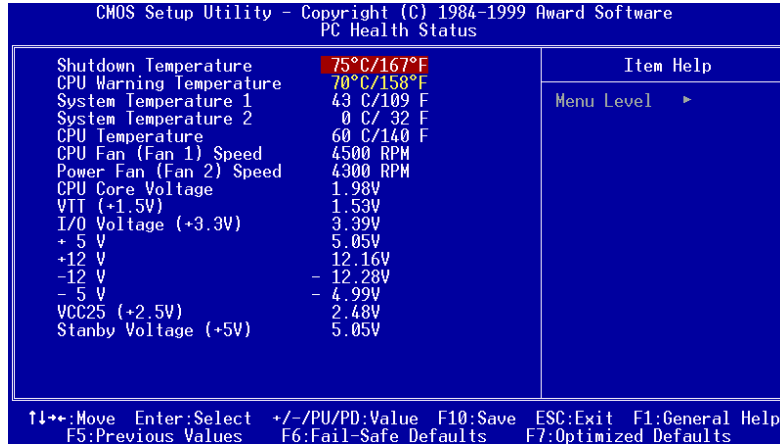 CMOS Setup Utility – Copyright (C) 1984-1999 Award Software
PC Health Status
Shutdown Temperature 75°C/167°F
CPU Warning Temperature 70°C/158°F
System Temperature 1 43 C/109 F
System Temperature 2 0 C/ 32 F
CPU Temperature 60 C/140 F
CPU Fan (Fan 1) Speed 4500 RPM
Power Fan (Fan 2) Speed 4300 RPM
CPU Core Voltage 1.98V
VTT (+1.5V) 1.53V
I/O Voltage (+3.3V) 3.39V
+ 5 V 5.05V
+12 V 12.16V
-12 V - 12.28V
- 5 V - 4.99V
VCC25 (+2.5V) 2.48V
Stanby Voltage (+5V) 5.05V
Item Help
Menu Level ►
↑↓→←:Move Enter:Select +/-/PU/PD:Value F10:Save ESC:Exit F1:General Help
F5:Previous Values F6:Fail-Safe Defaults F7:Optimized Defaults